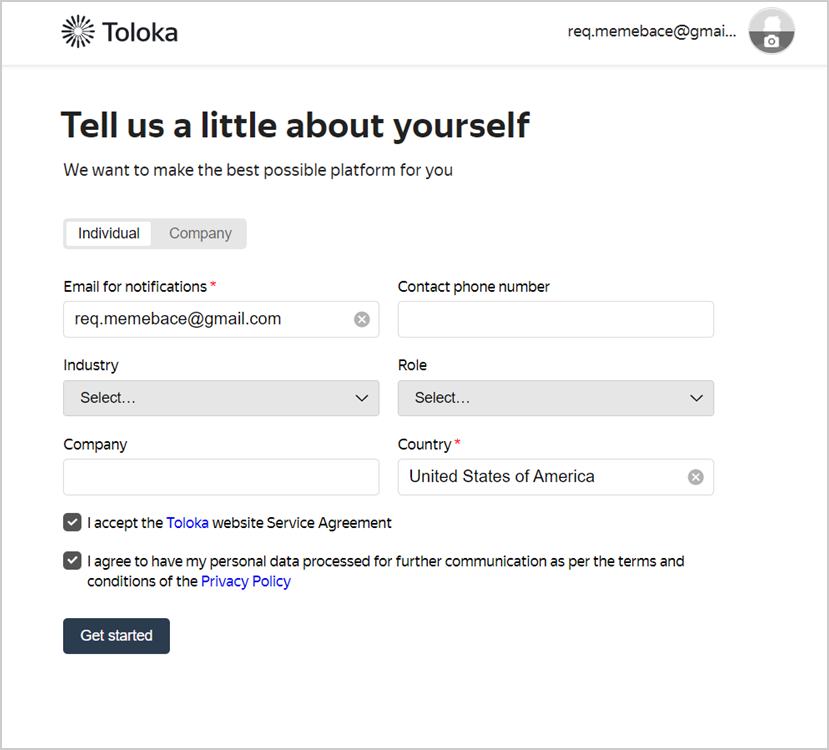 Toloka
req.memebace@gmai...
Tell us a little about yourself
We want to make the best possible platform for you
Individual Company
Email for notifications *
Contact phone number
req.memebace@gmail.com
Industry
Role
Select...
Select...
Company
Country *
United States of America
I accept the Toloka website Service Agreement
I agree to have my personal data processed for further communication as per the terms and
conditions of the Privacy Policy
Get started